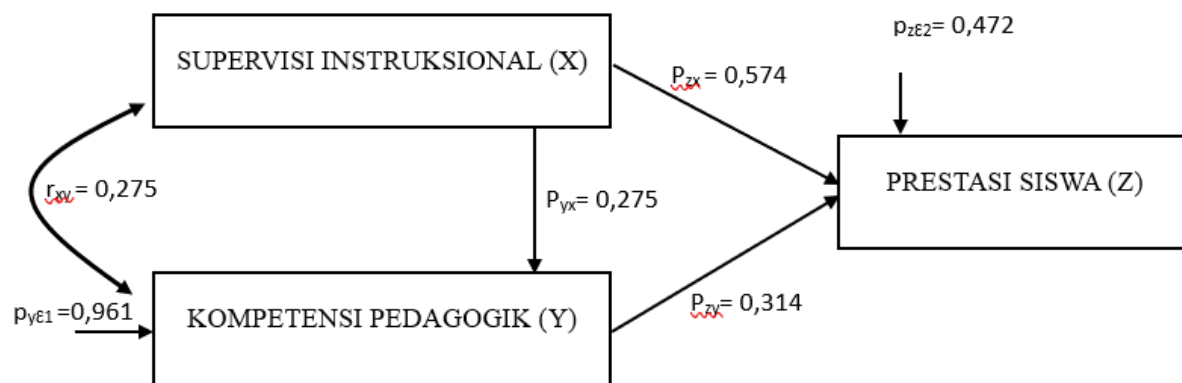 SUPERVISI INSTRUKSIONAL (X)
pzε2 = 0,472
Pzx = 0,574
PRESTASI SISWA (Z)
rxy = 0,275
Pyx= 0,275
pyε1 =0,961
KOMPETENSI PEDAGOGIK (Y)
Pzy = 0,314